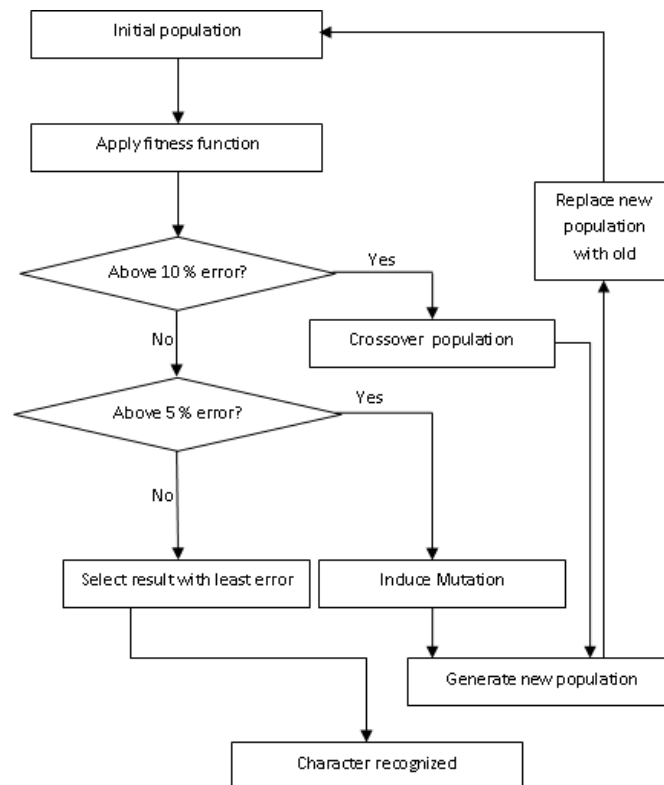 Initial population
Apply fitness function
Replace new
population
with old
Above 10 % error?
Yes
No
Crossover population
Above 5 % error?
Yes
No
Select result with least error
Induce Mutation
Generate new population
Character recognized